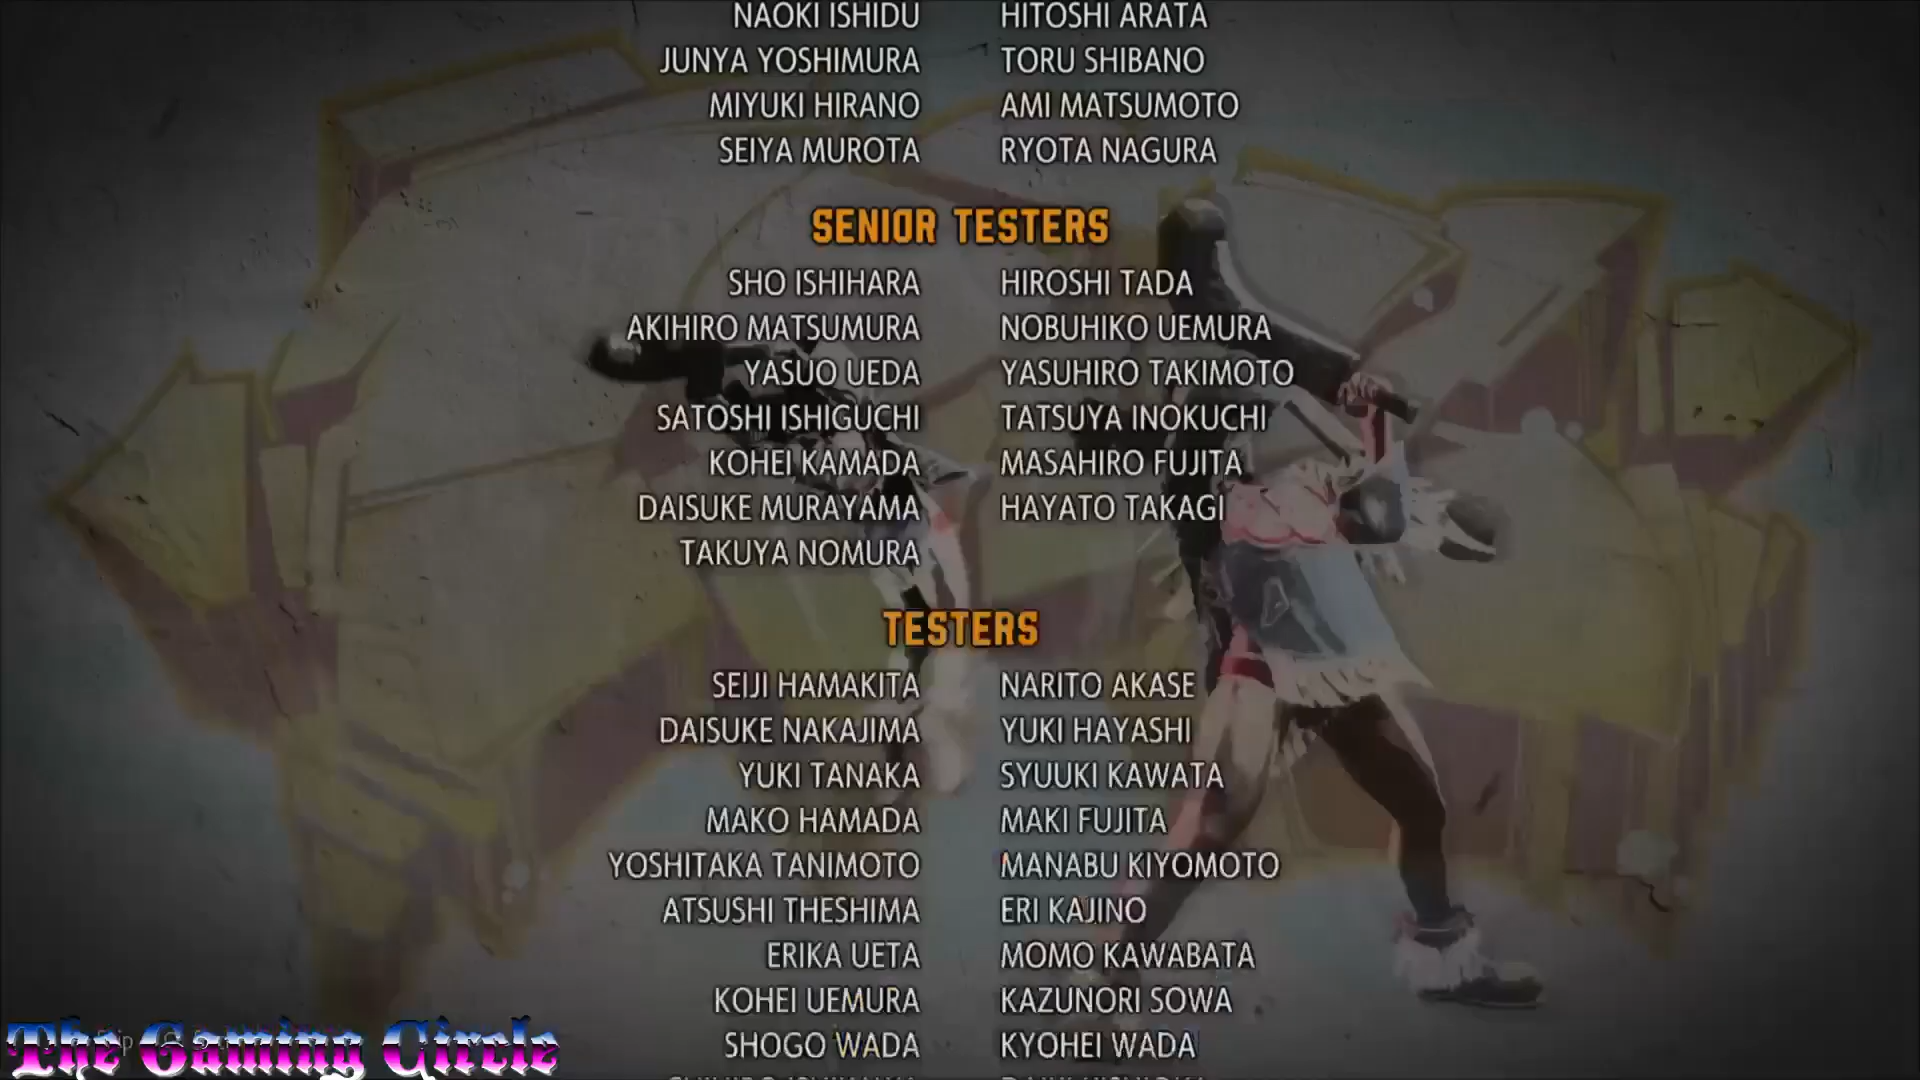 NAOKI ISHIDU HITOSHI ARATA
JUNYA YOSHIMURA TORU SHIBANO
MIYUKI HIRANO AMI MATSUMOTO
SEIYA MUROTA RYOTA NAGURA
SENIOR TESTERS
SHO ISHIHARA HIROSHI TADA
AKIHIRO MATSUMURA NOBUHIKO UEMURA
YASUO UEDA YASUHIRO TAKIMOTO
SATOSHI ISHIGUCHI TATSUYA INOKUCHI
KOHEI KAMADA MASAHIRO FUJITA
DAISUKE MURAYAMA HAYATO TAKAGI
TAKUYA NOMURA
TESTERS
SEIJI HAMAKITA NARITO AKASE
DAISUKE NAKAJIMA YUKI HAYASHI
YUKI TANAKA SYUUKI KAWATA
MAKO HAMADA MAKI FUJITA
YOSHITAKA TANIMOTO MANABU KIYOMOTO
ATSUSHI THESHIMA ERI KAJINO
ERIKA UETA MOMO KAWABATA
KOHEI UEMURA KAZUNORI SOWA
SHOGO WADA KYOHEI WADA
The Gaming Circle